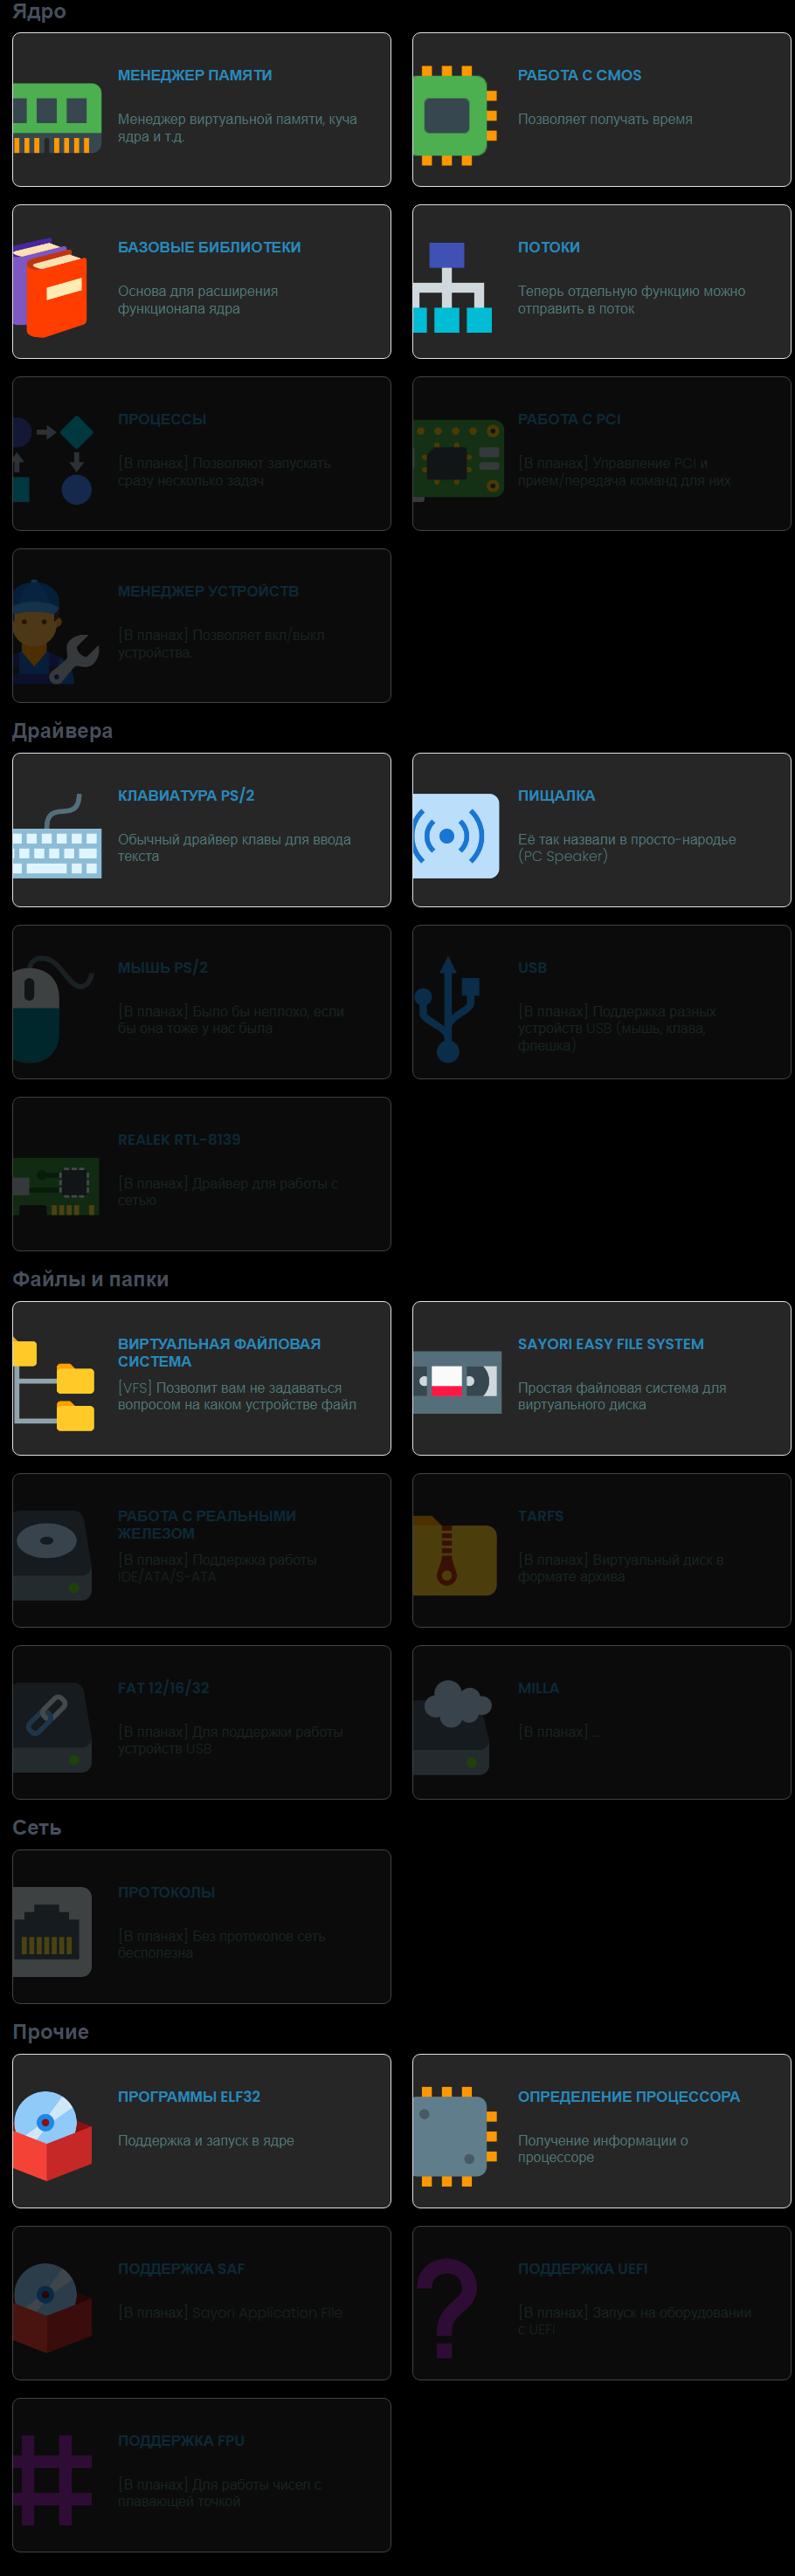 Ядро
МЕНЕДЖЕР ПАМЯТИ
Менеджер виртуальной памяти, куча
ядра и т.д.
РАБОТА С CMOS
Позволяет получать время
БАЗОВЫЕ БИБЛИОТЕКИ
Основа для расширения
функционала ядра
ПОТОКИ
Теперь отдельную функцию можно
отправить в поток
ПРОЦЕССЫ
[В планах] Позволяют запускать
сразу несколько задач
РАБОТА С PCI
[В планах] Управление PCI и
прием/передача команд для них
МЕНЕДЖЕР УСТРОЙСТВ
[В планах] Позволяет вкл/выкл
устройства.
Драйвера
КЛАВИАТУРА PS/2
Обычный драйвер клавы для ввода
текста
ПИЩАЛКА
Её так назвали в просто-народье
(PC Speaker)
МЫШЬ PS/2
[В планах] Было бы неплохо, если
бы она тоже у нас была
USB
[В планах] Поддержка разных
устройств USB (мышь, клава,
флешка)
REALEK RTL-8139
[В планах] Драйвер для работы с
сетью
Файлы и папки
ВИРТУАЛЬНАЯ ФАЙЛОВАЯ
СИСТЕМА
[VFS] Позволит вам не задаваться
вопросом на каком устройстве файл
SAYORI EASY FILE SYSTEM
Простая файловая система для
виртуального диска
РАБОТА С РЕАЛЬНЫМИ
ЖЕЛЕЗОМ
[В планах] Поддержка работы
IDE/ATA/S-ATA
TARFS
[В планах] Виртуальный диск в
формате архива
FAT 12/16/32
[В планах] Для поддержки работы
устройств USB
MILLA
[В планах] ...
Сеть
ПРОТОКОЛЫ
[В планах] Без протоколов сеть
бесполезна
Прочие
ПРОГРАММЫ ELF32
Поддержка и запуск в ядре
ОПРЕДЕЛЕНИЕ ПРОЦЕССОРА
Получение информации о
процессоре
ПОДДЕРЖКА SAF
[В планах] Sayori Application File
ПОДДЕРЖКА UEFI
[В планах] Запуск на оборудовании
с UEFI
ПОДДЕРЖКА FPU
[В планах] Для работы чисел с
плавающей точкой